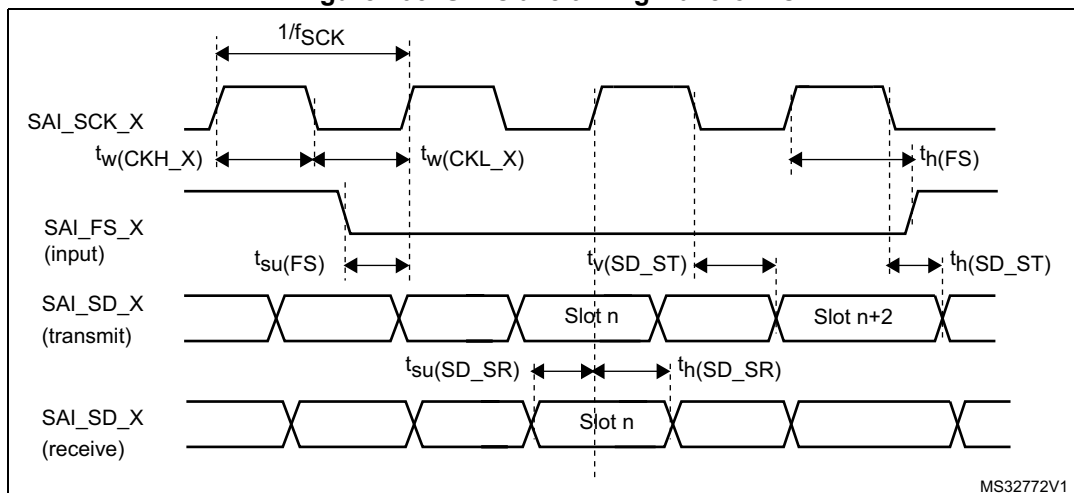 1/fSCK
SAI_SCK_X
tw(CKH_X)
tw(CKL_X)
th(FS)
SAI_FS_X
(input)
tsu(FS)
tv(SD_ST)
th(SD_ST)
SAI_SD_X
(transmit)
Slot n
Slot n+2
tsu(SD_SR)
th(SD_SR)
SAI_SD_X
(receive)
Slot n
MS32772V1